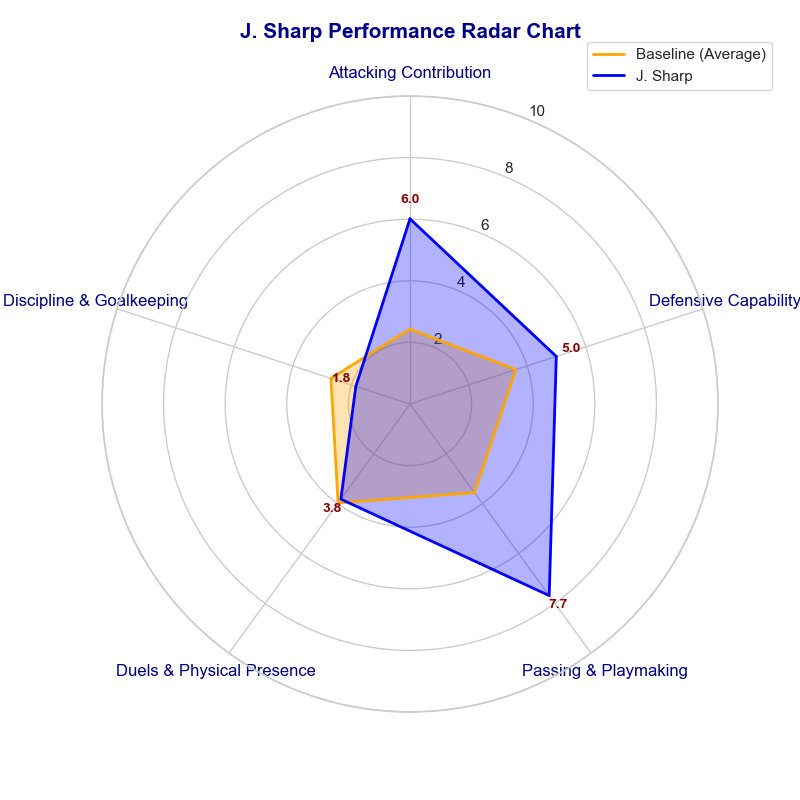 J. Sharp Performance Radar Chart
Baseline (Average)
J. Sharp
Attacking Contribution
10
8
6.0
6
4
Discipline & Goalkeeping
Defensive Capability
2
5.0
1.8
3.8
7.7
Duels & Physical Presence
Passing & Playmaking